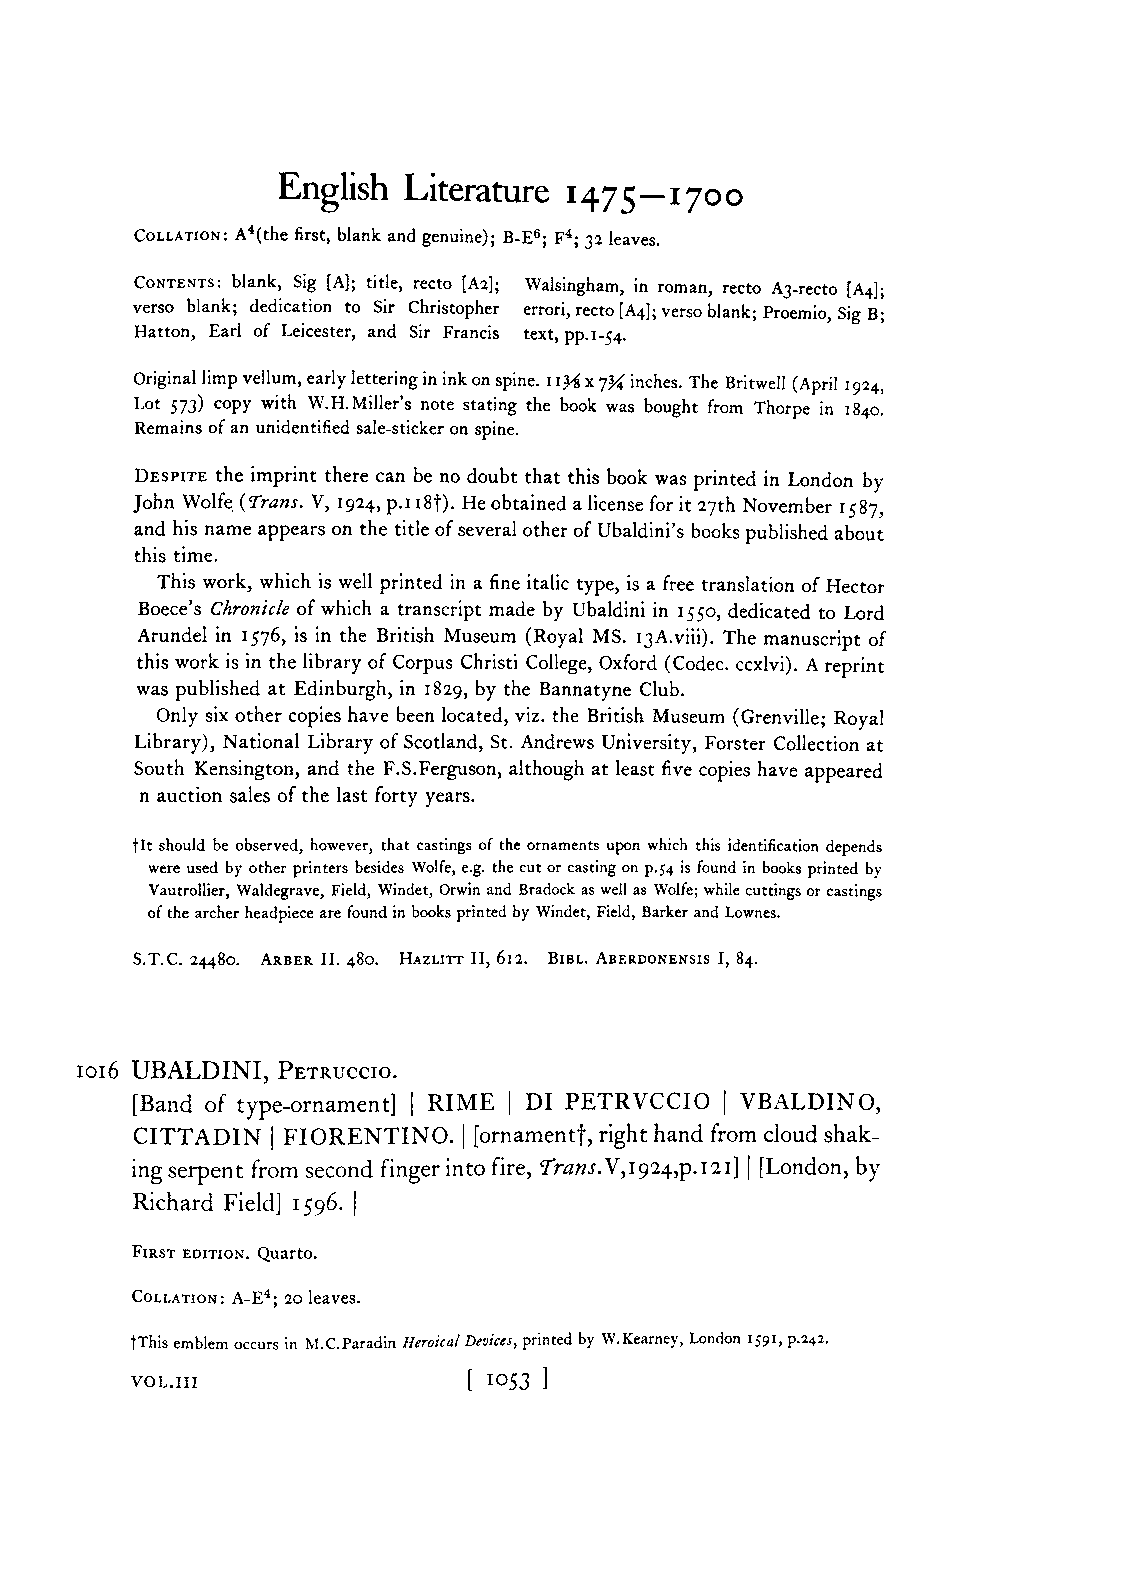 English Literature 1475–1700
COLLATION: A⁴(the first, blank and genuine); B-E⁶; F⁴; 32 leaves.
CONTENTS: blank, Sig [A]; title, recto [A2];
verso blank; dedication to Sir Christopher
Hatton, Earl of Leicester, and Sir Francis
Walsingham, in roman, recto A3-recto [A4];
errori, recto [A4]; verso blank; Proemio, Sig B;
text, pp.1-54.
Original limp vellum, early lettering in ink on spine. 11⅜ x 7¾ inches. The Britwell (April 1924,
Lot 573) copy with W.H.Miller's note stating the book was bought from Thorpe in 1840.
Remains of an unidentified sale-sticker on spine.
DESPITE the imprint there can be no doubt that this book was printed in London by
John Wolfe (Trans. V, 1924, p.118†). He obtained a license for it 27th November 1587,
and his name appears on the title of several other of Ubaldini's books published about
this time.
This work, which is well printed in a fine italic type, is a free translation of Hector
Boece's Chronicle of which a transcript made by Ubaldini in 1550, dedicated to Lord
Arundel in 1576, is in the British Museum (Royal MS. 13A.viii). The manuscript of
this work is in the library of Corpus Christi College, Oxford (Codec. ccxlvi). A reprint
was published at Edinburgh, in 1829, by the Bannatyne Club.
Only six other copies have been located, viz. the British Museum (Grenville; Royal
Library), National Library of Scotland, St. Andrews University, Forster Collection at
South Kensington, and the F.S.Ferguson, although at least five copies have appeared
n auction sales of the last forty years.
†It should be observed, however, that castings of the ornaments upon which this identification depends
were used by other printers besides Wolfe, e.g. the cut or casting on p.54 is found in books printed by
Vautrollier, Waldegrave, Field, Windet, Orwin and Bradock as well as Wolfe; while cuttings or castings
of the archer headpiece are found in books printed by Windet, Field, Barker and Lownes.
S.T.C. 24480. ARBER II. 480. HAZLITT II, 612. BIBL. ABERDONENSIS I, 84.
1016 UBALDINI, PETRUCCIO.
[Band of type-ornament] | RIME | DI PETRVCCIO | VBALDINO,
CITTADIN | FIORENTINO. | [ornament†, right hand from cloud shak-
ing serpent from second finger into fire, Trans.V,1924,p.121] | [London, by
Richard Field] 1596. |
FIRST EDITION. Quarto.
COLLATION: A-E⁴; 20 leaves.
†This emblem occurs in M.C.Paradin Heroical Devices, printed by W.Kearney, London 1591, p.242.
VOL.III [ 1053 ]